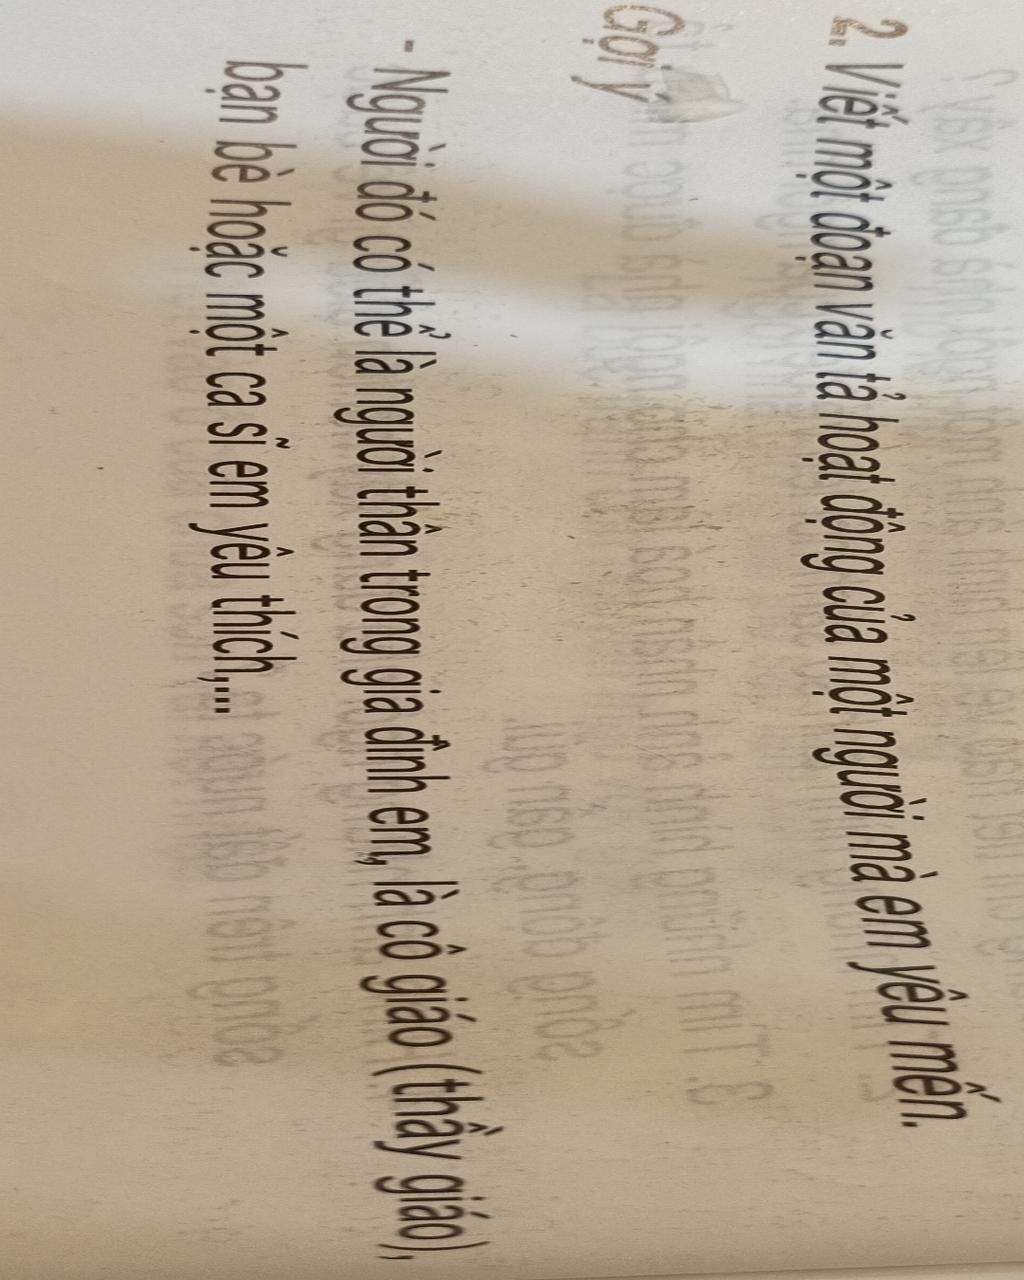 2. Viết một đoạn văn tả hoạt động của một người mà em yêu mến.
Gợi ý
- Người đó có thể là người thân trong gia đình em, là cô giáo (thầy giáo),
bạn bè hoặc một ca sĩ em yêu thích,...